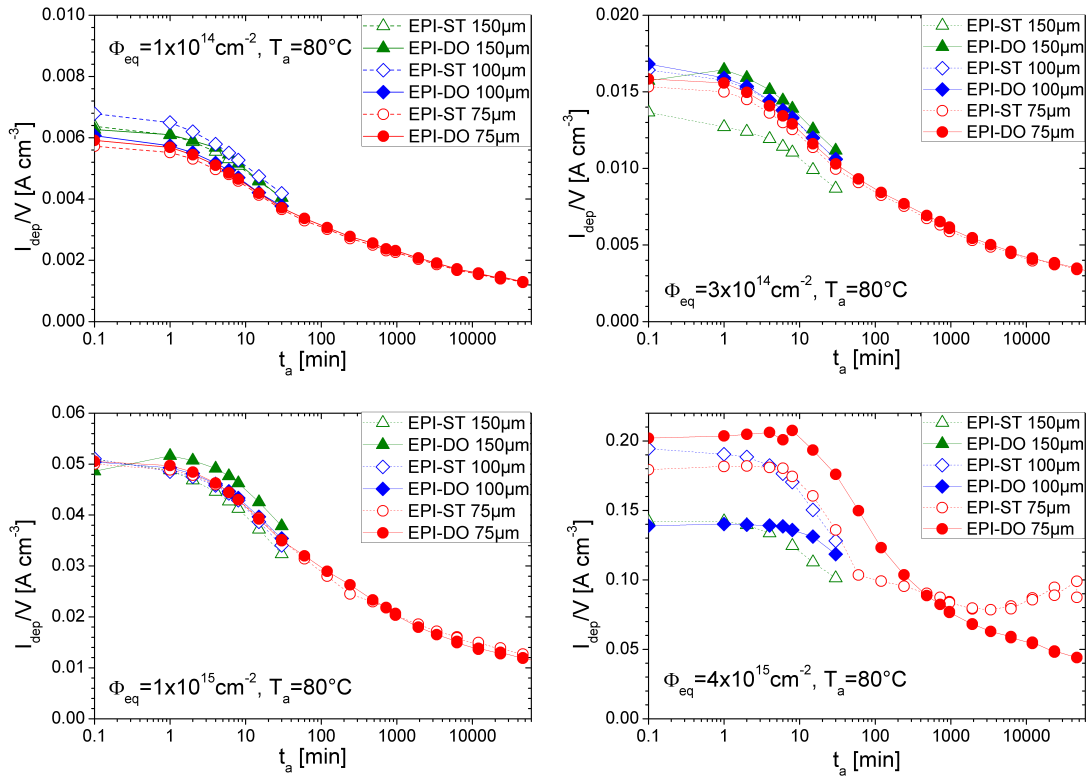 0.010
0.008
0.006
0.004
0.002
0.000
I_dep/V [A cm^-3]
Φ_eq=1x10^14cm^-2, T_a=80°C
EPI-ST 150µm
EPI-DO 150µm
EPI-ST 100µm
EPI-DO 100µm
EPI-ST 75µm
EPI-DO 75µm
0.1 1 10 100 1000 10000
t_a [min]
0.020
0.015
0.010
0.005
0.000
I_dep/V [A cm^-3]
EPI-ST 150µm
EPI-DO 150µm
EPI-ST 100µm
EPI-DO 100µm
EPI-ST 75µm
EPI-DO 75µm
Φ_eq=3x10^14cm^-2, T_a=80°C
0.1 1 10 100 1000 10000
t_a [min]
0.06
0.05
0.04
0.03
0.02
0.01
0.00
I_dep/V [A cm^-3]
EPI-ST 150µm
EPI-DO 150µm
EPI-ST 100µm
EPI-DO 100µm
EPI-ST 75µm
EPI-DO 75µm
Φ_eq=1x10^15cm^-2, T_a=80°C
0.1 1 10 100 1000 10000
t_a [min]
0.20
0.15
0.10
0.05
0.00
I_dep/V [A cm^-3]
EPI-ST 150µm
EPI-DO 150µm
EPI-ST 100µm
EPI-DO 100µm
EPI-ST 75µm
EPI-DO 75µm
Φ_eq=4x10^15cm^-2, T_a=80°C
0.1 1 10 100 1000 10000
t_a [min]